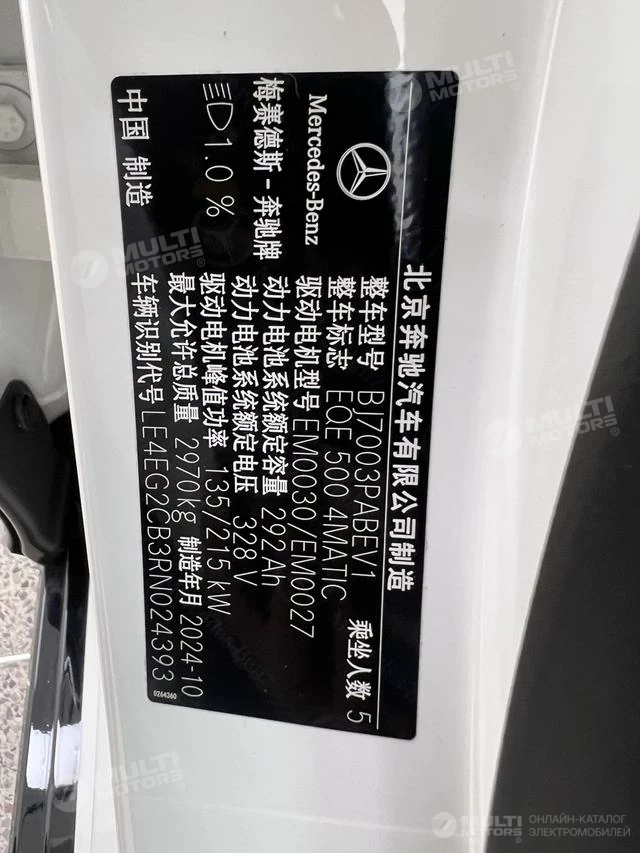 北京奔驰汽车有限公司制造
Mercedes-Benz
整车型号 BJ7003PABEV1
整车标志 EQE 500 4MATIC 乘坐人数 5
梅赛德斯-奔驰牌
驱动电机型号 EM0030/EM0027
动力电池系统额定容量 292 Ah
1.0 %
动力电池系统额定电压 328 V
驱动电机峰值功率 135/215 kW
最大允许总质量 2970kg 制造年月 2024-10
中国 制造
车辆识别代号 LE4EG2CB3RN024393
0264360
MULTI MOTORS
MULTI MOTORS
MULTI MOTORS
MULTI MOTORS
MULTI MOTORS
MULTI MOTORS
ОНЛАЙН-КАТАЛОГ
ЭЛЕКТРОМОБИЛЕЙ